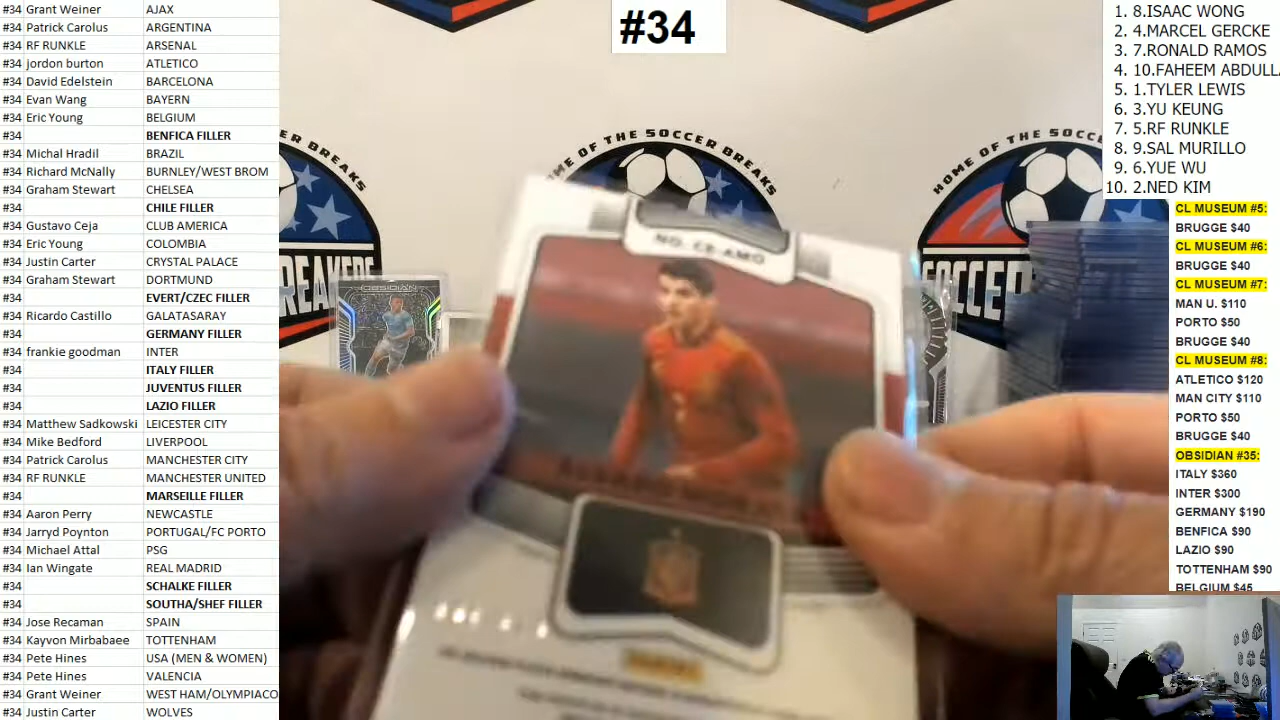 #34 Grant Weiner AJAX
#34 Patrick Carolus ARGENTINA
#34 RF RUNKLE ARSENAL
#34 jordon burton ATLETICO
#34 David Edelstein BARCELONA
#34 Evan Wang BAYERN
#34 Eric Young BELGIUM
#34 BENFICA FILLER
#34 Michal Hradil BRAZIL
#34 Richard McNally BURNLEY/WEST BROM
#34 Graham Stewart CHELSEA
#34 CHILE FILLER
#34 Gustavo Ceja CLUB AMERICA
#34 Eric Young COLOMBIA
#34 Justin Carter CRYSTAL PALACE
#34 Graham Stewart DORTMUND
#34 EVERT/CZEC FILLER
#34 Ricardo Castillo GALATASARAY
#34 GERMANY FILLER
#34 frankie goodman INTER
#34 ITALY FILLER
#34 JUVENTUS FILLER
#34 LAZIO FILLER
#34 Matthew Sadkowski LEICESTER CITY
#34 Mike Bedford LIVERPOOL
#34 Patrick Carolus MANCHESTER CITY
#34 RF RUNKLE MANCHESTER UNITED
#34 MARSEILLE FILLER
#34 Aaron Perry NEWCASTLE
#34 Jarryd Poynton PORTUGAL/FC PORTO
#34 Michael Attal PSG
#34 Ian Wingate REAL MADRID
#34 SCHALKE FILLER
#34 SOUTHA/SHEF FILLER
#34 Jose Recaman SPAIN
#34 Kayvon Mirbabaee TOTTENHAM
#34 Pete Hines USA (MEN & WOMEN)
#34 Pete Hines VALENCIA
#34 Grant Weiner WEST HAM/OLYMPIACO
#34 Justin Carter WOLVES
#34
HOME OF THE SOCCER BREAKS
OBSIDIAN
NO. CE-AMO
PANINI
1. 8.ISAAC WONG
2. 4.MARCEL GERCKE
3. 7.RONALD RAMOS
4. 10.FAHEEM ABDULLA
5. 1.TYLER LEWIS
6. 3.YU KEUNG
7. 5.RF RUNKLE
8. 9.SAL MURILLO
9. 6.YUE WU
10. 2.NED KIM
CL MUSEUM #5:
BRUGGE $40
CL MUSEUM #6:
BRUGGE $40
CL MUSEUM #7:
MAN U. $110
PORTO $50
BRUGGE $40
CL MUSEUM #8:
ATLETICO $120
MAN CITY $110
PORTO $50
BRUGGE $40
OBSIDIAN #35:
ITALY $360
INTER $300
GERMANY $190
BENFICA $90
LAZIO $90
TOTTENHAM $90
BELGIUM $45